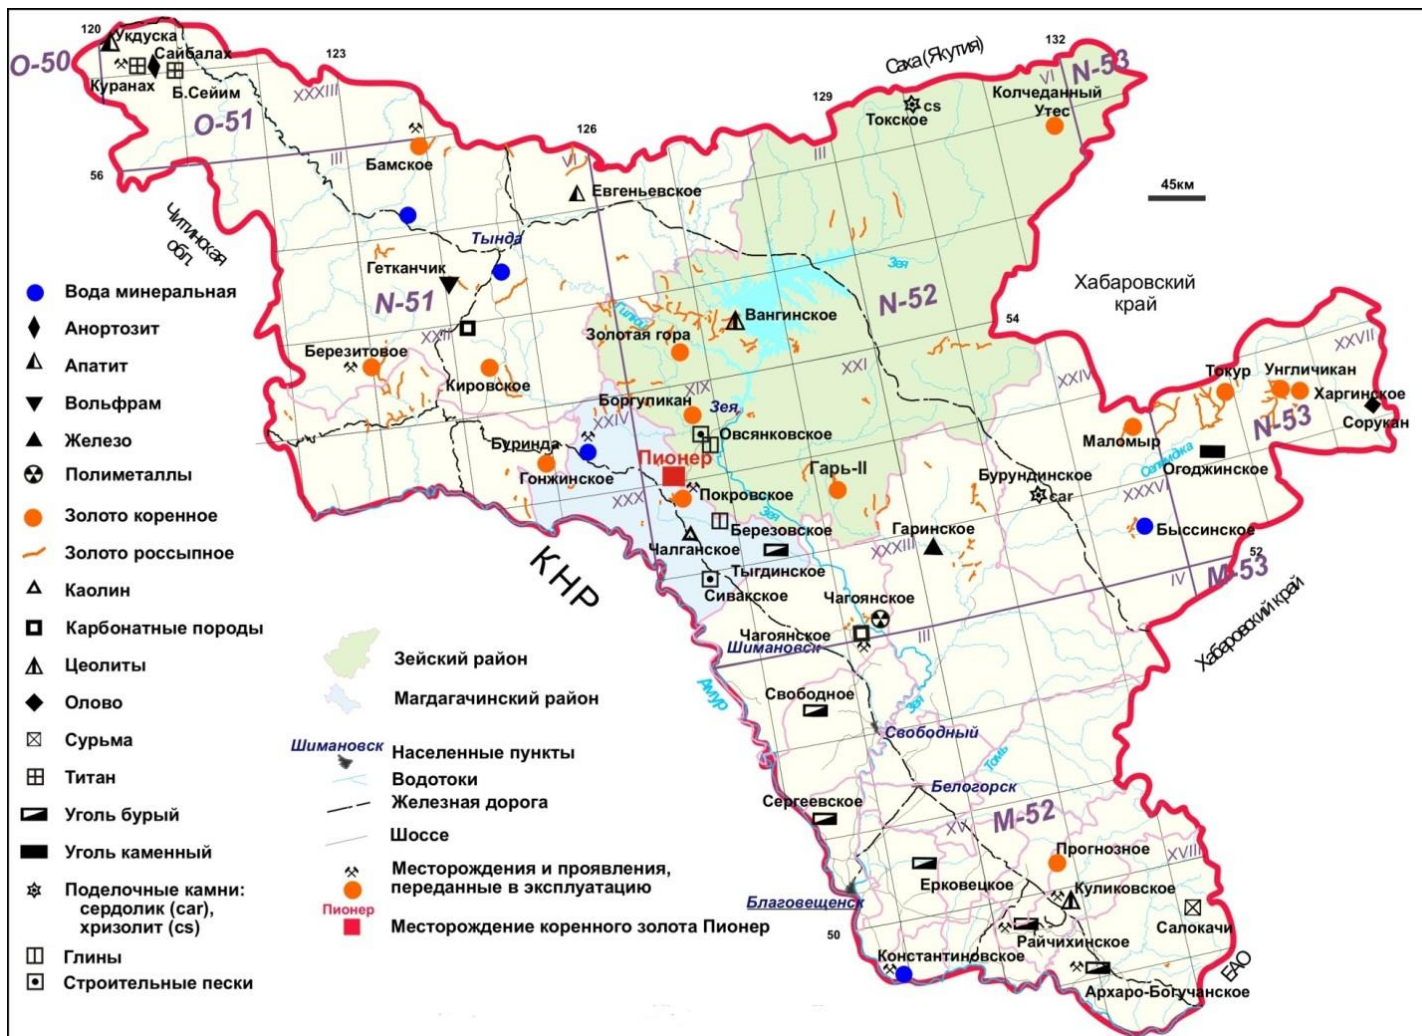 120
Укдуска
132
Саха (Якутия)
О-50
Сайбалах
123
VI
N-53
Колчеданный
Утес
Куранах
Б.Сейим
XXXIII
129
cs
Токское
О-51
126
III
III
VI
Бамское
56
Евгеньевское
45км
Читинская
обл.
Тында
Гетканчик
Зея
Хабаровский
край
Вода минеральная
N-51
N-52
Анортозит
Гилюй
Вангинское
54
XXII
Золотая гора
Апатит
Березитовое
XXVII
Кировское
XIX
XXI
XXIV
Токур
Унгличикан
Вольфрам
Боргуликан
Зея
Харгинское
XXIV
N-53
Сорукан
Железо
Буринда
Овсянковское
Маломыр
Пионер
Селемджа
Огоджинское
Полиметаллы
Гонжинское
Гарь-II
Бурундинское
car
XXX
Покровское
XXXVI
Золото коренное
Зея
Березовское
Гаринское
Быссинское
Золото россыпное
КНР
Чалганское
XXXIII
52
Тыгдинское
IV
М-53
Каолин
Сивакское
Чагоянское
Хабаровский край
Карбонатные породы
Чагоянское
III
Шимановск
Зейский район
Цеолиты
Амур
Свободное
Магдагачинский район
Олово
Зея
Свободный
Сурьма
Шимановск
Населенные пункты
Томь
Титан
Водотоки
Белогорск
Железная дорога
Сергеевское
Уголь бурый
М-52
XV
Шоссе
Прогнозное
XVIII
Уголь каменный
Месторождения и проявления,
переданные в эксплуатацию
Ерковецкое
Куликовское
Поделочные камни:
сердолик (car),
хризолит (cs)
Благовещенск
Пионер
Месторождение коренного золота Пионер
Салокачи
50
Райчихинское
Глины
Константиновское
ЕАО
Строительные пески
Архаро-Богучанское